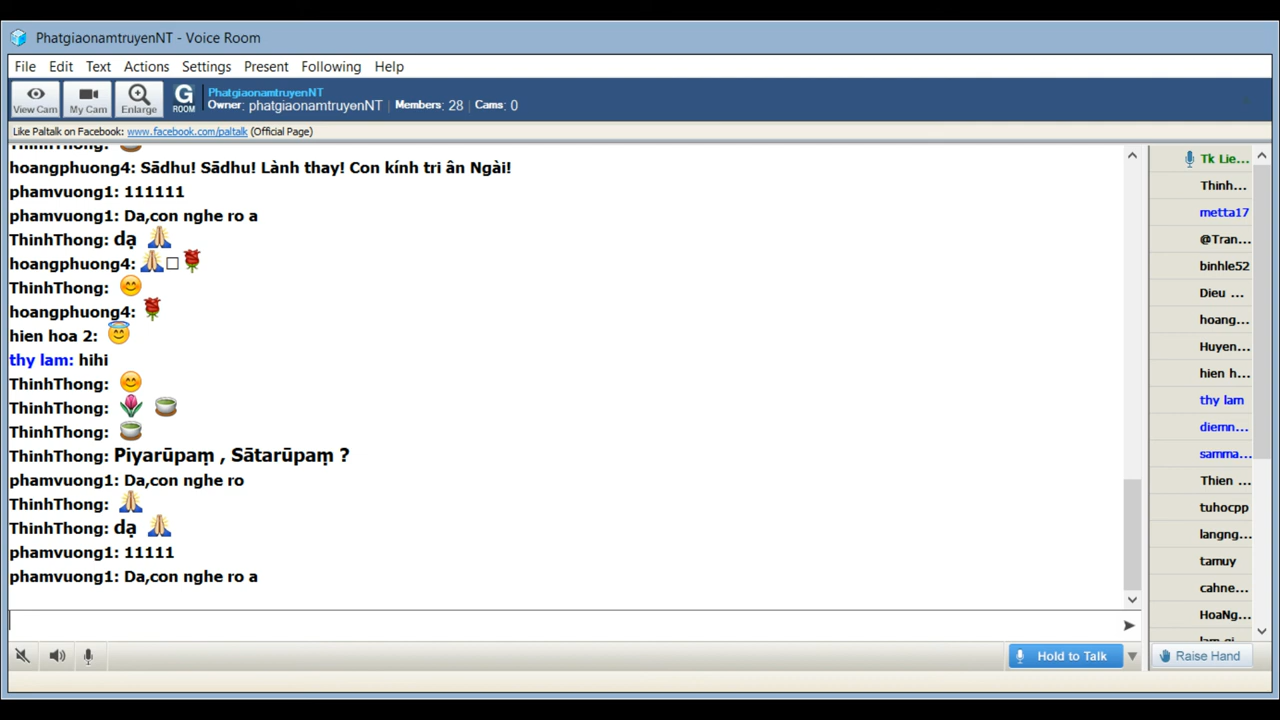 PhatgiaonamtruyenNT - Voice Room
File Edit Text Actions Settings Present Following Help
View Cam My Cam Enlarge G ROOM PhatgiaonamtruyenNT
Owner: phatgiaonamtruyenNT Members: 28 Cams: 0
Like Paltalk on Facebook: www.facebook.com/paltalk (Official Page)
ThinhThong:
hoangphuong4: Sādhu! Sādhu! Lành thay! Con kính tri ân Ngài!
phamvuong1: 111111
phamvuong1: Da,con nghe ro a
ThinhThong: dạ 🙏
hoangphuong4: 🙏□🌹
ThinhThong: 😊
hoangphuong4: 🌹
hien hoa 2: 😇
thy lam: hihi
ThinhThong: 😊
ThinhThong: 🌷 🍵
ThinhThong: 🍵
ThinhThong: Piyarūpaṃ , Sātarūpaṃ ?
phamvuong1: Da,con nghe ro
ThinhThong: 🙏
ThinhThong: dạ 🙏
phamvuong1: 11111
phamvuong1: Da,con nghe ro a
Tk Lie...
Thinh...
metta17
@Tran...
binhle52
Dieu ...
hoang...
Huyen...
hien h...
thy lam
diemn...
samma...
Thien ...
tuhocpp
langng...
tamuy
cahne...
HoaNg...
Hold to Talk
Raise Hand